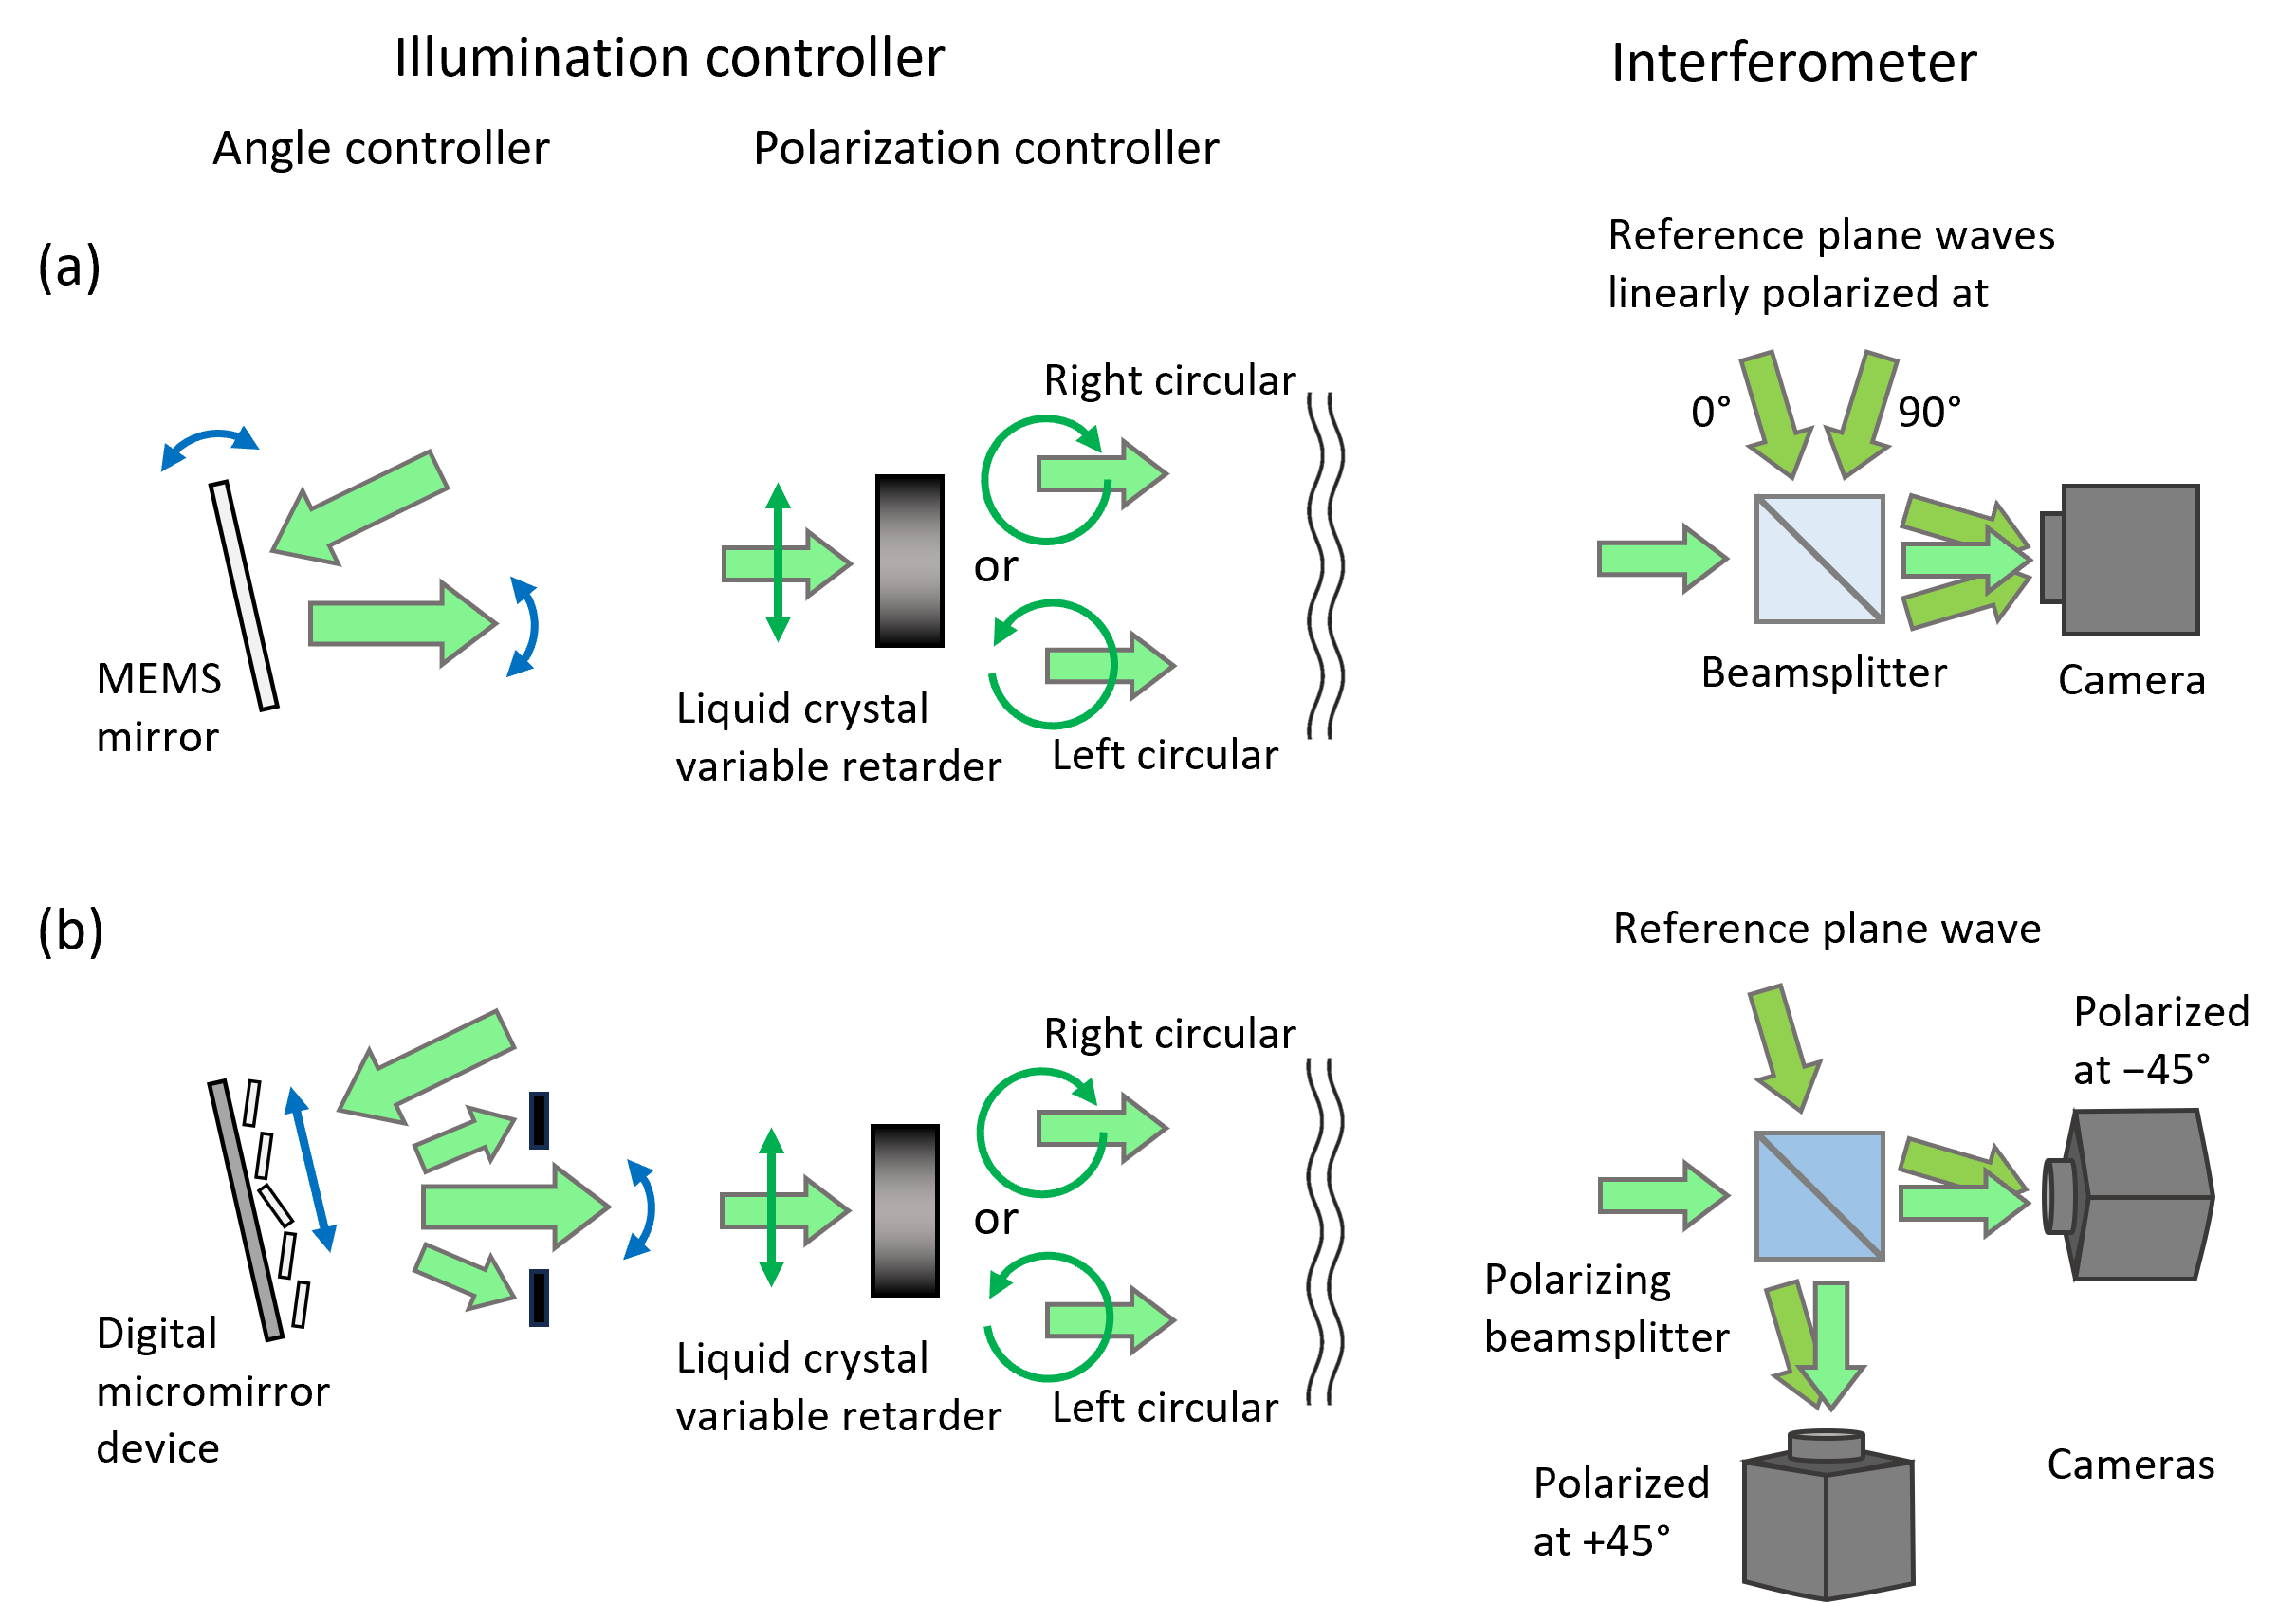 Illumination controller
Interferometer
Angle controller
Polarization controller
(a)
Reference plane waves
linearly polarized at
Right circular
0°
90°
or
MEMS
mirror
Liquid crystal
variable retarder
Left circular
Beamsplitter
Camera
(b)
Reference plane wave
Polarized
at −45°
Right circular
or
Digital
micromirror
device
Liquid crystal
variable retarder
Left circular
Polarizing
beamsplitter
Polarized
at +45°
Cameras